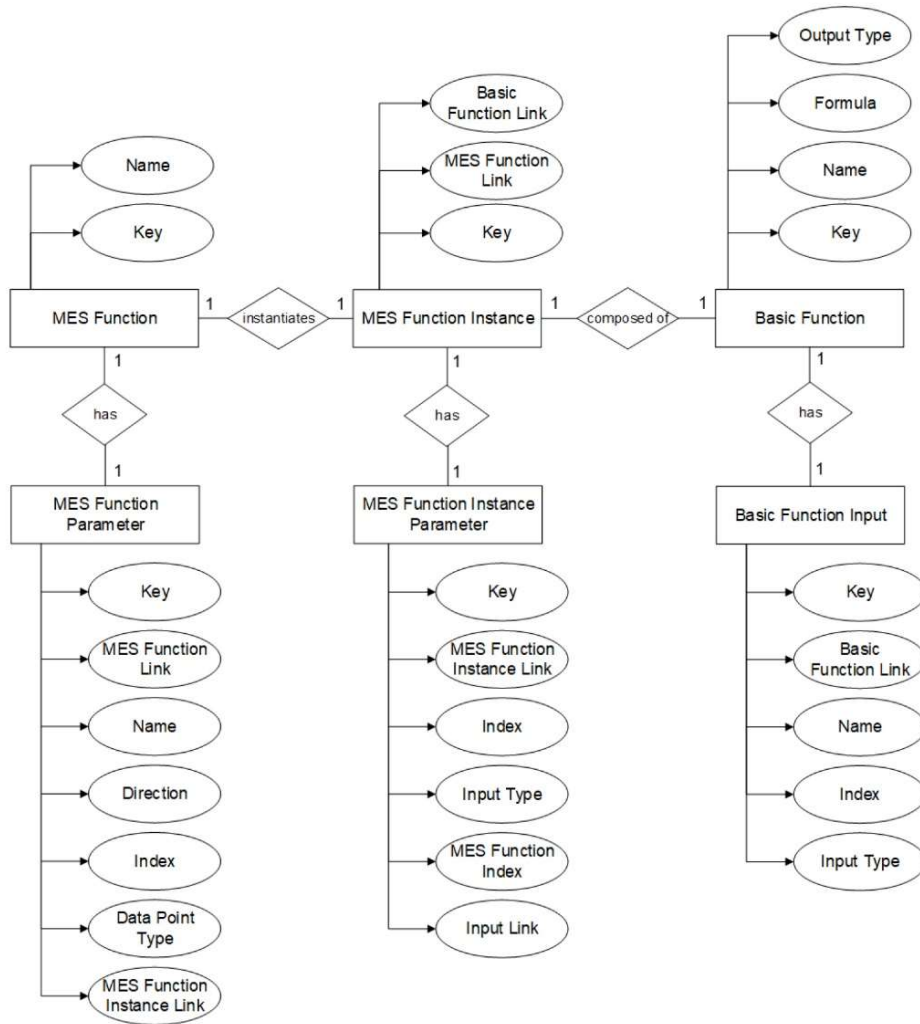 Output Type
Basic
Function Link
Formula
Name
MES Function
Link
Name
Key
Key
Key
1
1
1
1
MES Function
instantiates
MES Function Instance
composed of
Basic Function
1
1
1
has
has
has
1
1
1
MES Function
Parameter
MES Function Instance
Parameter
Basic Function Input
Key
Key
Key
MES Function
Link
MES Function
Instance Link
Basic
Function Link
Name
Index
Name
Direction
Input Type
Index
Index
MES Function
Index
Input Type
Data Point
Type
Input Link
MES Function
Instance Link